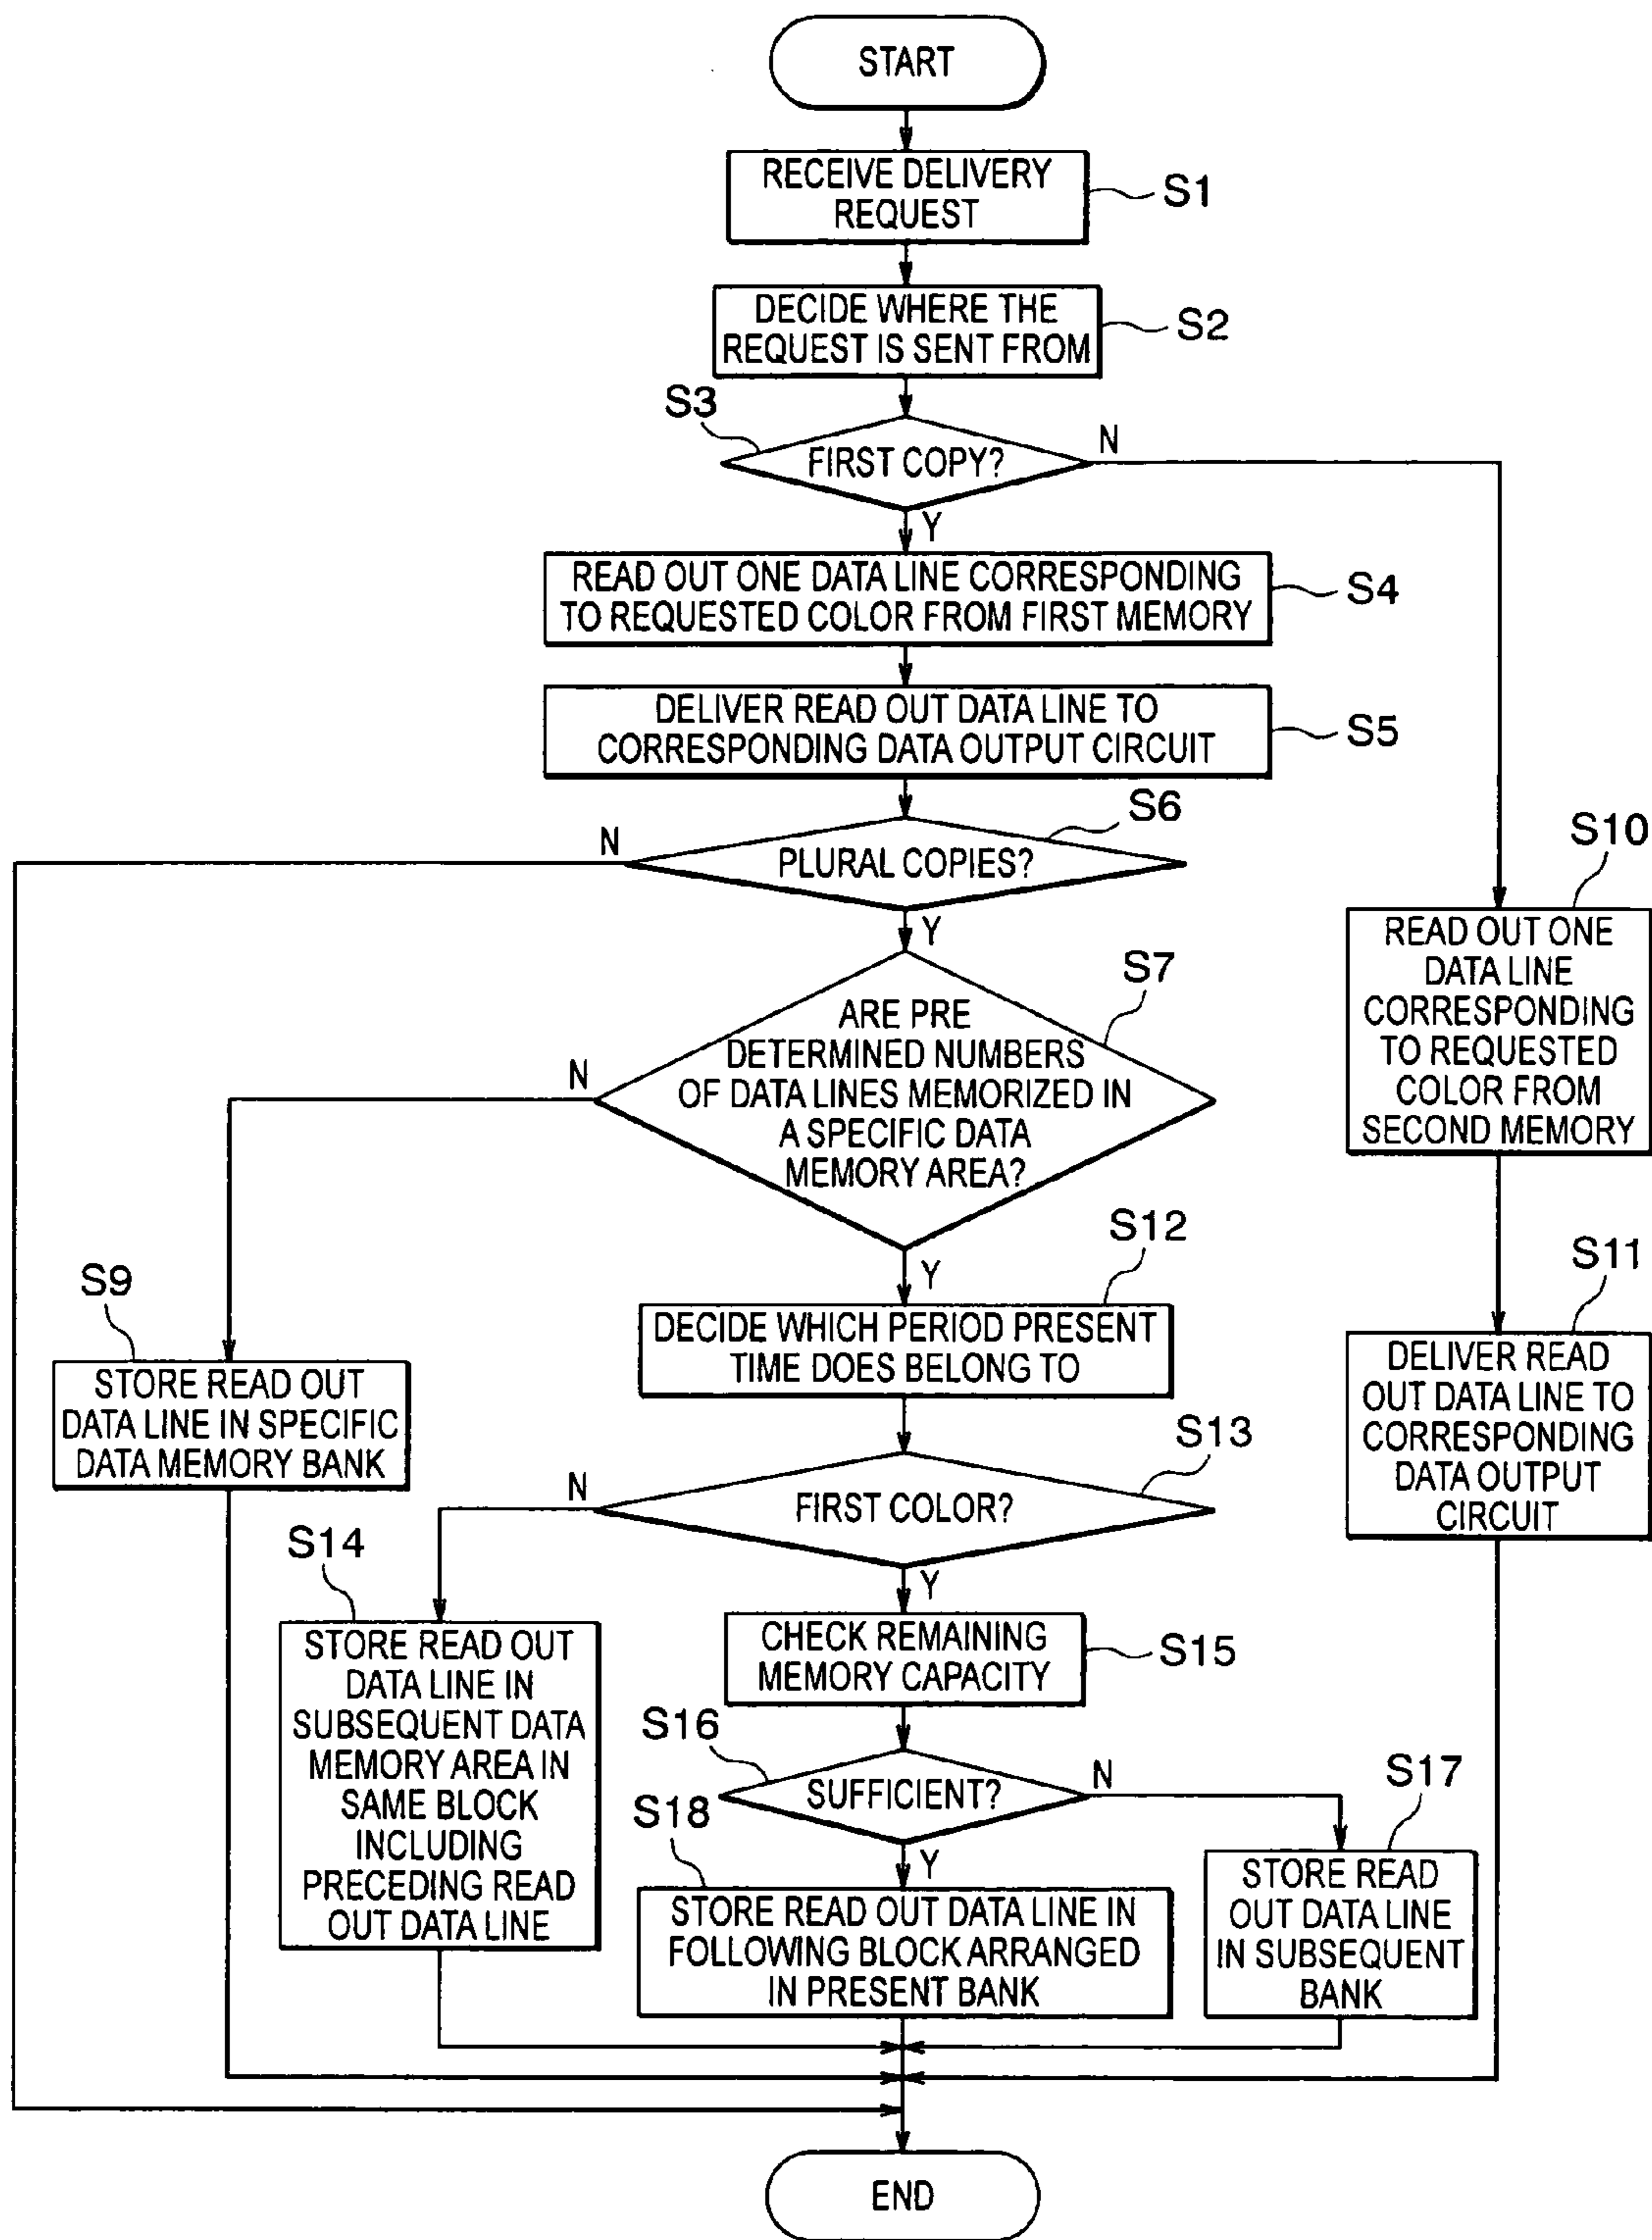 START
RECEIVE DELIVERY
REQUEST
S1
DECIDE WHERE THE
REQUEST IS SENT FROM
S2
S3
FIRST COPY?
N
Y
READ OUT ONE DATA LINE CORRESPONDING
TO REQUESTED COLOR FROM FIRST MEMORY
S4
DELIVER READ OUT DATA LINE TO
CORRESPONDING DATA OUTPUT CIRCUIT
S5
S6
N
PLURAL COPIES?
Y
S10
READ OUT ONE
DATA LINE
CORRESPONDING
TO REQUESTED
COLOR FROM
SECOND MEMORY
S7
ARE PRE
DETERMINED NUMBERS
OF DATA LINES MEMORIZED IN
A SPECIFIC DATA
MEMORY AREA?
N
Y
S12
S11
DELIVER READ
OUT DATA LINE TO
CORRESPONDING
DATA OUTPUT
CIRCUIT
S9
STORE READ OUT
DATA LINE IN SPECIFIC
DATA MEMORY BANK
DECIDE WHICH PERIOD PRESENT
TIME DOES BELONG TO
S13
N
FIRST COLOR?
Y
S14
STORE READ OUT
DATA LINE IN
SUBSEQUENT DATA
MEMORY AREA IN
SAME BLOCK
INCLUDING
PRECEDING READ
OUT DATA LINE
CHECK REMAINING
MEMORY CAPACITY
S15
S16
SUFFICIENT?
N
Y
S17
STORE READ
OUT DATA LINE
IN SUBSEQUENT
BANK
S18
STORE READ OUT DATA LINE IN
FOLLOWING BLOCK ARRANGED
IN PRESENT BANK
END